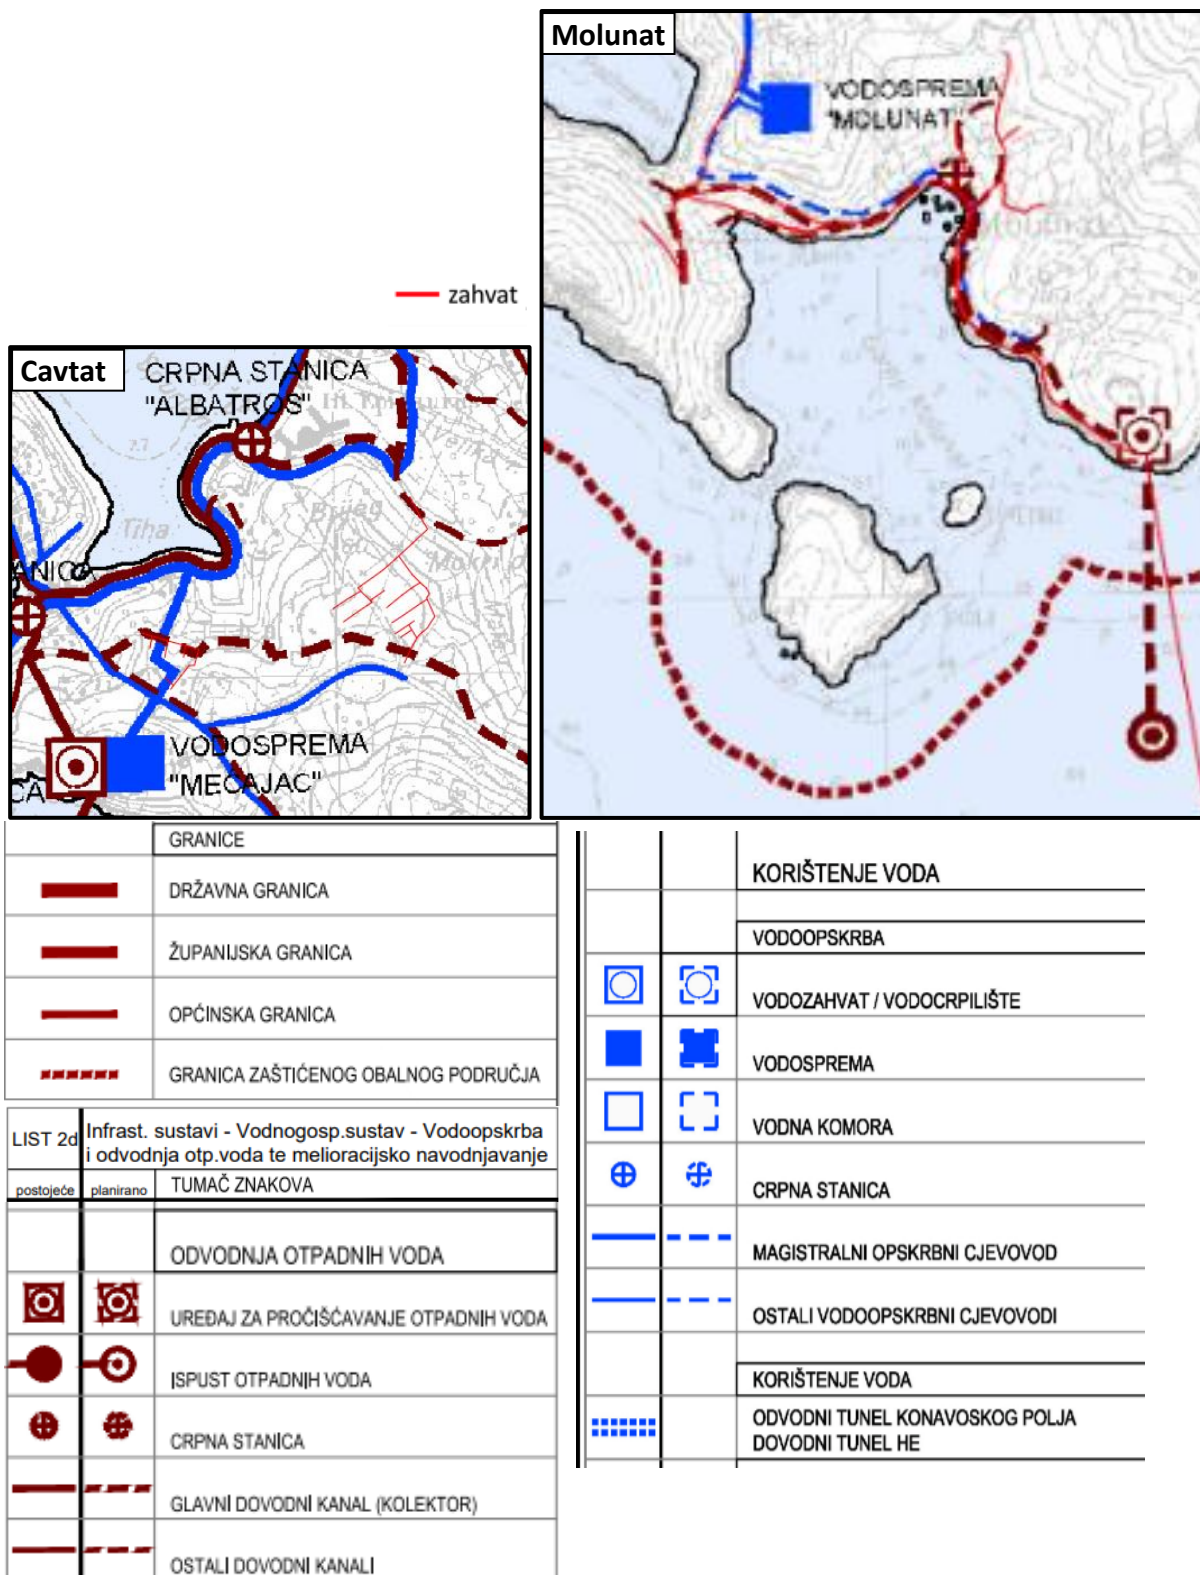 Molunat
VODOSPREMA
"MOLUNAT"
zahvat
Cavtat
CRPNA STANICA
"ALBATROS"
Tiha
ANICA
VODOSPREMA
"MECAJAC"
CA
GRANICE
DRŽAVNA GRANICA
ŽUPANIJSKA GRANICA
OPĆINSKA GRANICA
GRANICA ZAŠTIĆENOG OBALNOG PODRUČJA
LIST 2d
Infrast. sustavi - Vodnogosp.sustav - Vodoopskrba
i odvodnja otp.voda te melioracijsko navodnjavanje
postojeće planirano TUMAČ ZNAKOVA
ODVODNJA OTPADNIH VODA
UREĐAJ ZA PROČIŠĆAVANJE OTPADNIH VODA
ISPUST OTPADNIH VODA
CRPNA STANICA
GLAVNI DOVODNI KANAL (KOLEKTOR)
OSTALI DOVODNI KANALI
KORIŠTENJE VODA
VODOOPSKRBA
VODOZAHVAT / VODOCRPILIŠTE
VODOSPREMA
VODNA KOMORA
CRPNA STANICA
MAGISTRALNI OPSKRBNI CJEVOVOD
OSTALI VODOOPSKRBNI CJEVOVODI
KORIŠTENJE VODA
ODVODNI TUNEL KONAVOSKOG POLJA
DOVODNI TUNEL HE